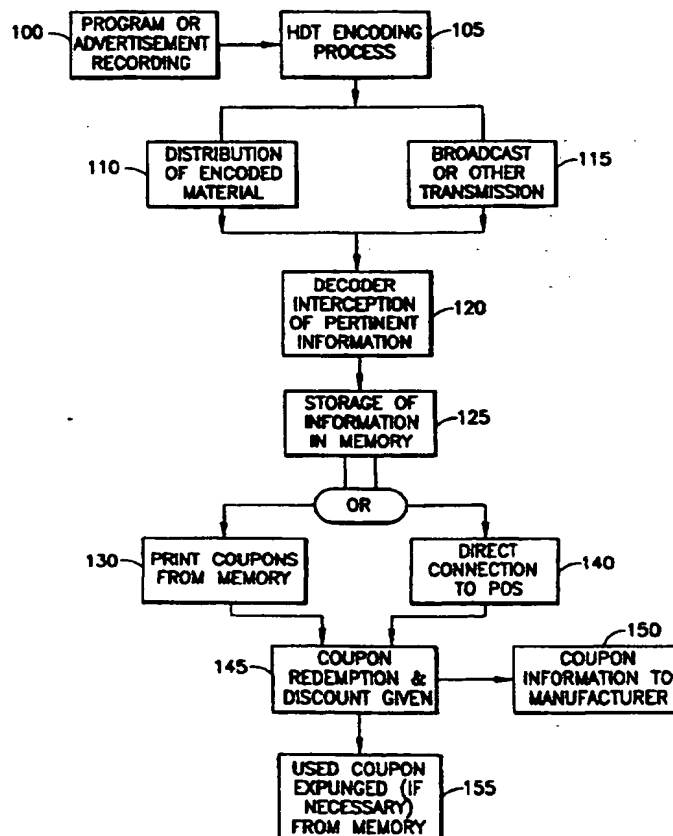 100
PROGRAM OR
ADVERTISEMENT
RECORDING
HDT ENCODING
PROCESS
105
110
DISTRIBUTION
OF ENCODED
MATERIAL
BROADCAST
OR OTHER
TRANSMISSION
115
DECODER
INTERCEPTION
OF PERTINENT
INFORMATION
120
STORAGE OF
INFORMATION
IN MEMORY
125
OR
130
PRINT COUPONS
FROM MEMORY
DIRECT
CONNECTION
TO POS
140
145
COUPON
REDEMPTION &
DISCOUNT GIVEN
150
COUPON
INFORMATION TO
MANUFACTURER
USED COUPON
EXPUNGED (IF
NECESSARY)
FROM MEMORY
155